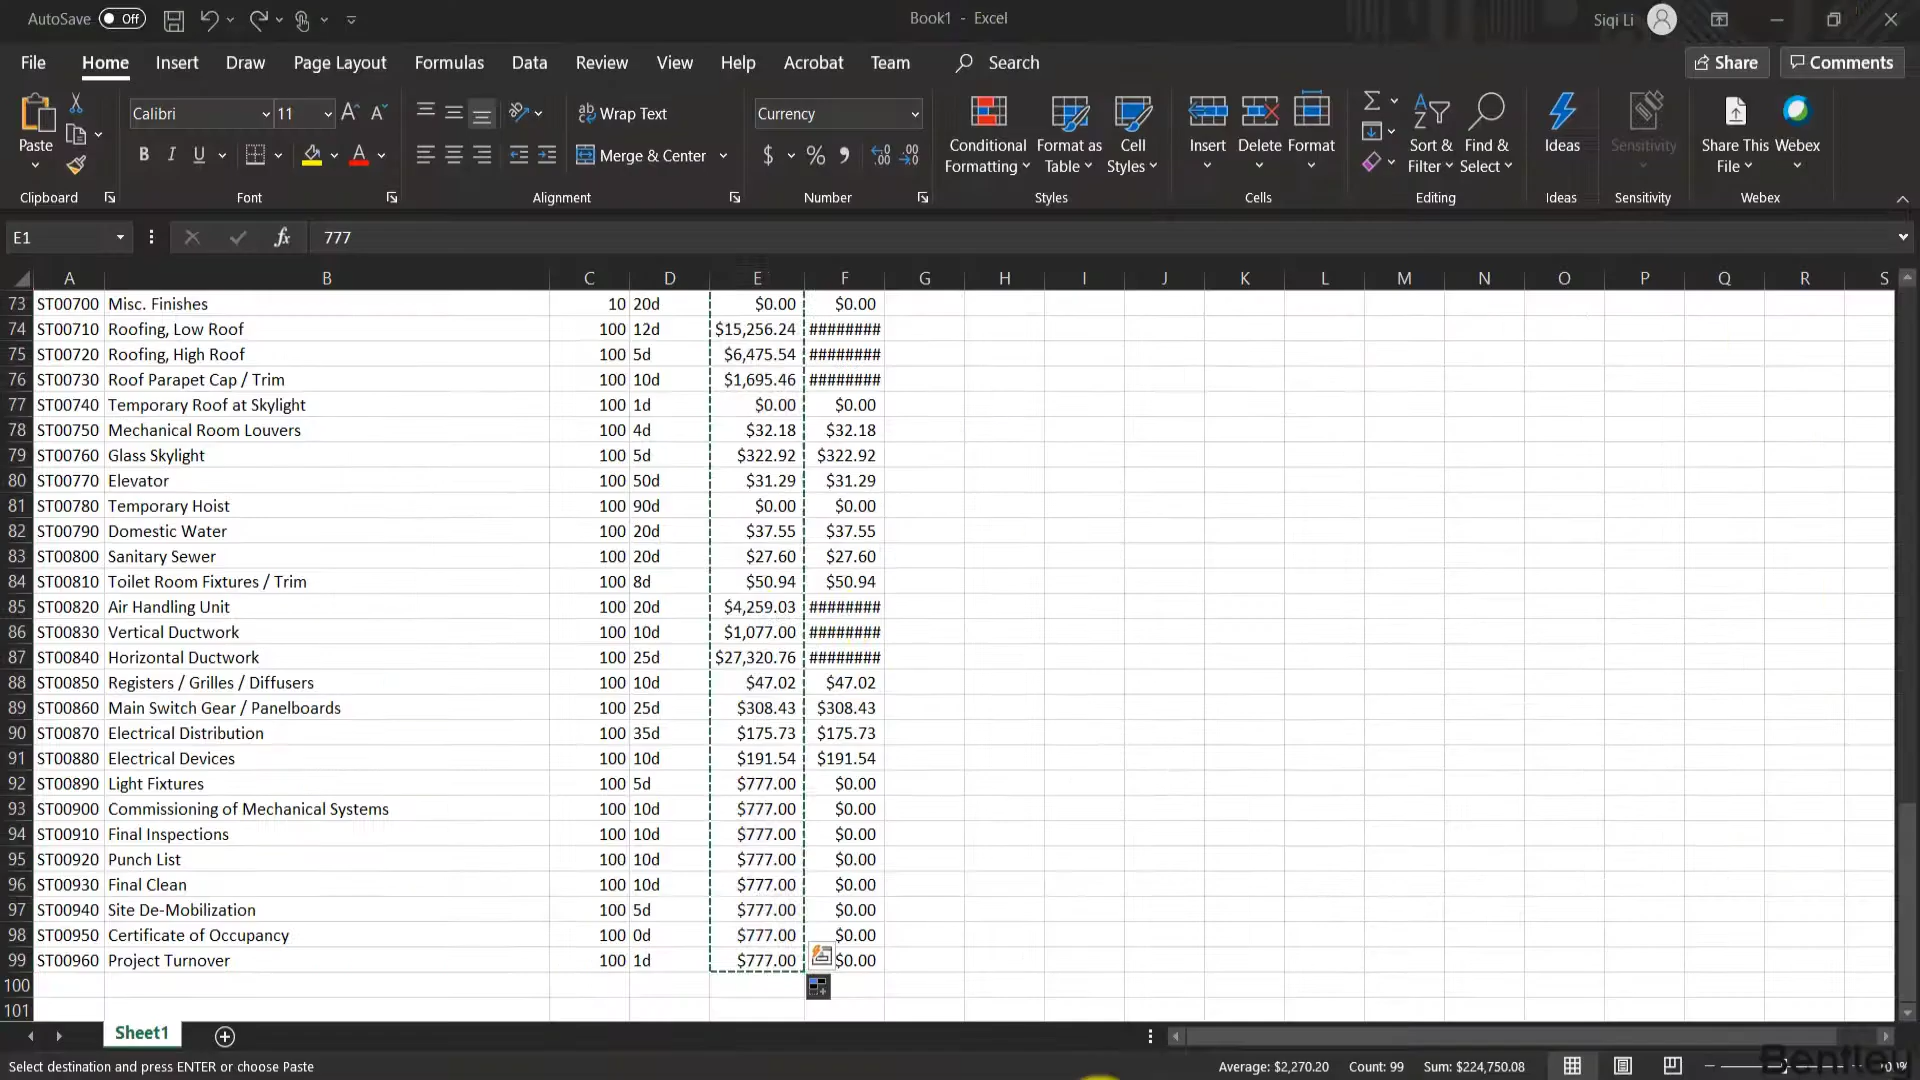 AutoSave Off Book1 - Excel Siqi Li
File Home Insert Draw Page Layout Formulas Data Review View Help Acrobat Team Search Share Comments
Paste Calibri 11 Wrap Text Currency Conditional Formatting Format as Table Cell Styles Insert Delete Format Sort & Filter Find & Select Ideas Sensitivity Share This File Webex
B I U A Merge & Center $ % 9
Clipboard Font Alignment Number Styles Cells Editing Ideas Sensitivity Webex
E1 fx 777
A B C D E F G H I J K L M N O P Q R S
73 ST00700 Misc. Finishes 10 20d $0.00 $0.00
74 ST00710 Roofing, Low Roof 100 12d $15,256.24 ########
75 ST00720 Roofing, High Roof 100 5d $6,475.54 ########
76 ST00730 Roof Parapet Cap / Trim 100 10d $1,695.46 ########
77 ST00740 Temporary Roof at Skylight 100 1d $0.00 $0.00
78 ST00750 Mechanical Room Louvers 100 4d $32.18 $32.18
79 ST00760 Glass Skylight 100 5d $322.92 $322.92
80 ST00770 Elevator 100 50d $31.29 $31.29
81 ST00780 Temporary Hoist 100 90d $0.00 $0.00
82 ST00790 Domestic Water 100 20d $37.55 $37.55
83 ST00800 Sanitary Sewer 100 20d $27.60 $27.60
84 ST00810 Toilet Room Fixtures / Trim 100 8d $50.94 $50.94
85 ST00820 Air Handling Unit 100 20d $4,259.03 ########
86 ST00830 Vertical Ductwork 100 10d $1,077.00 ########
87 ST00840 Horizontal Ductwork 100 25d $27,320.76 ########
88 ST00850 Registers / Grilles / Diffusers 100 10d $47.02 $47.02
89 ST00860 Main Switch Gear / Panelboards 100 25d $308.43 $308.43
90 ST00870 Electrical Distribution 100 35d $175.73 $175.73
91 ST00880 Electrical Devices 100 10d $191.54 $191.54
92 ST00890 Light Fixtures 100 5d $777.00 $0.00
93 ST00900 Commissioning of Mechanical Systems 100 10d $777.00 $0.00
94 ST00910 Final Inspections 100 10d $777.00 $0.00
95 ST00920 Punch List 100 10d $777.00 $0.00
96 ST00930 Final Clean 100 10d $777.00 $0.00
97 ST00940 Site De-Mobilization 100 5d $777.00 $0.00
98 ST00950 Certificate of Occupancy 100 0d $777.00 $0.00
99 ST00960 Project Turnover 100 1d $777.00 $0.00
100
101
Sheet1
Select destination and press ENTER or choose Paste Average: $2,270.20 Count: 99 Sum: $224,750.08
Bentley